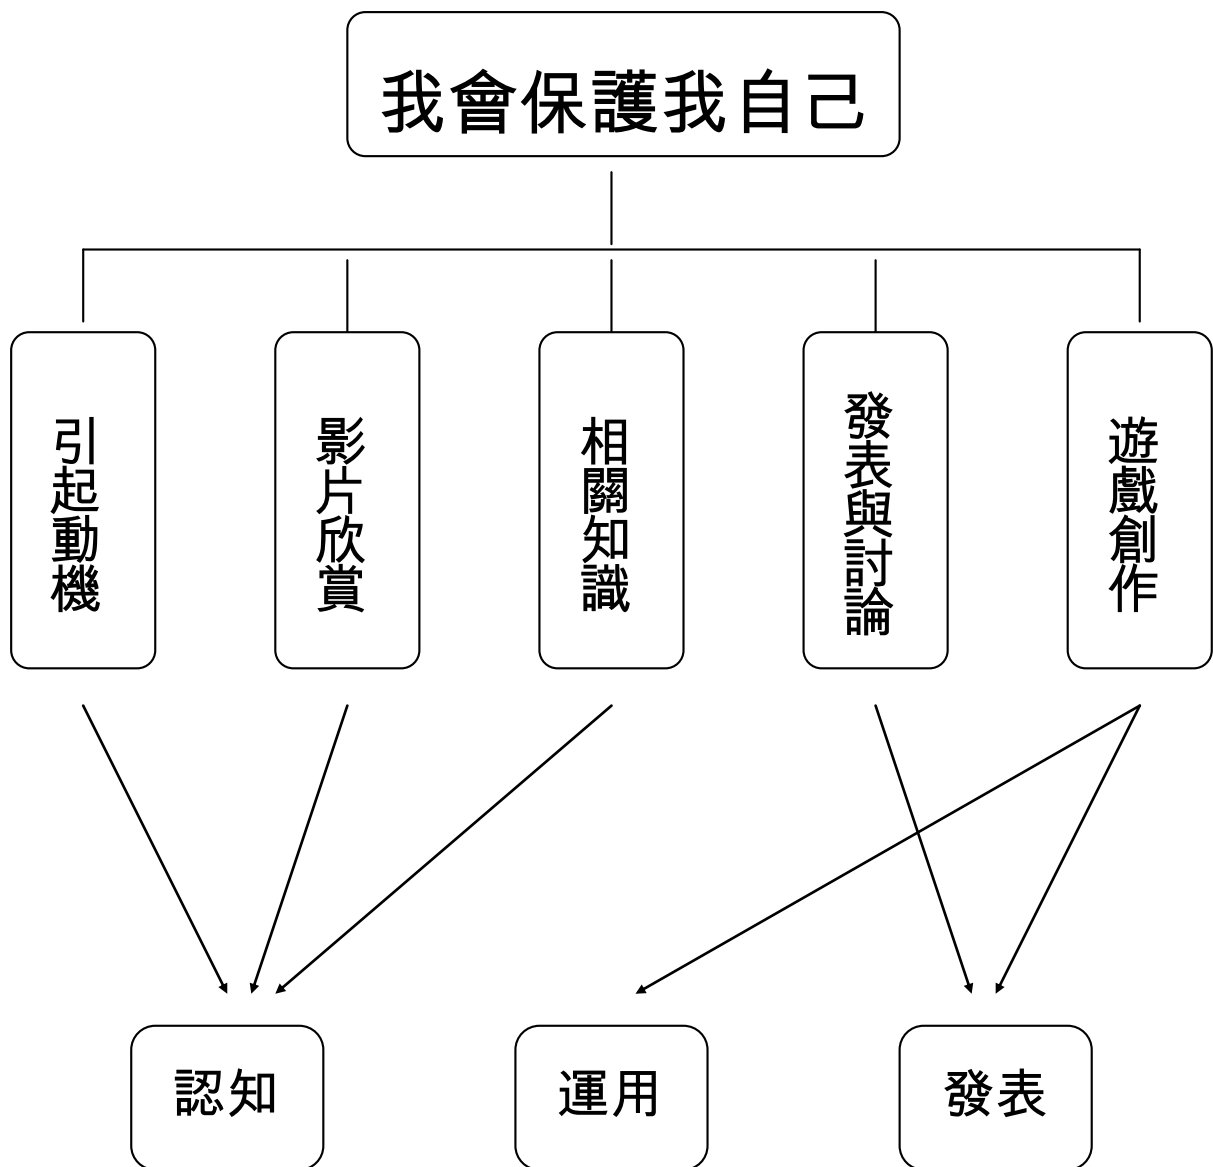 我會保護我自己
引起動機
影片欣賞
相關知識
發表與討論
遊戲創作
認知
運用
發表